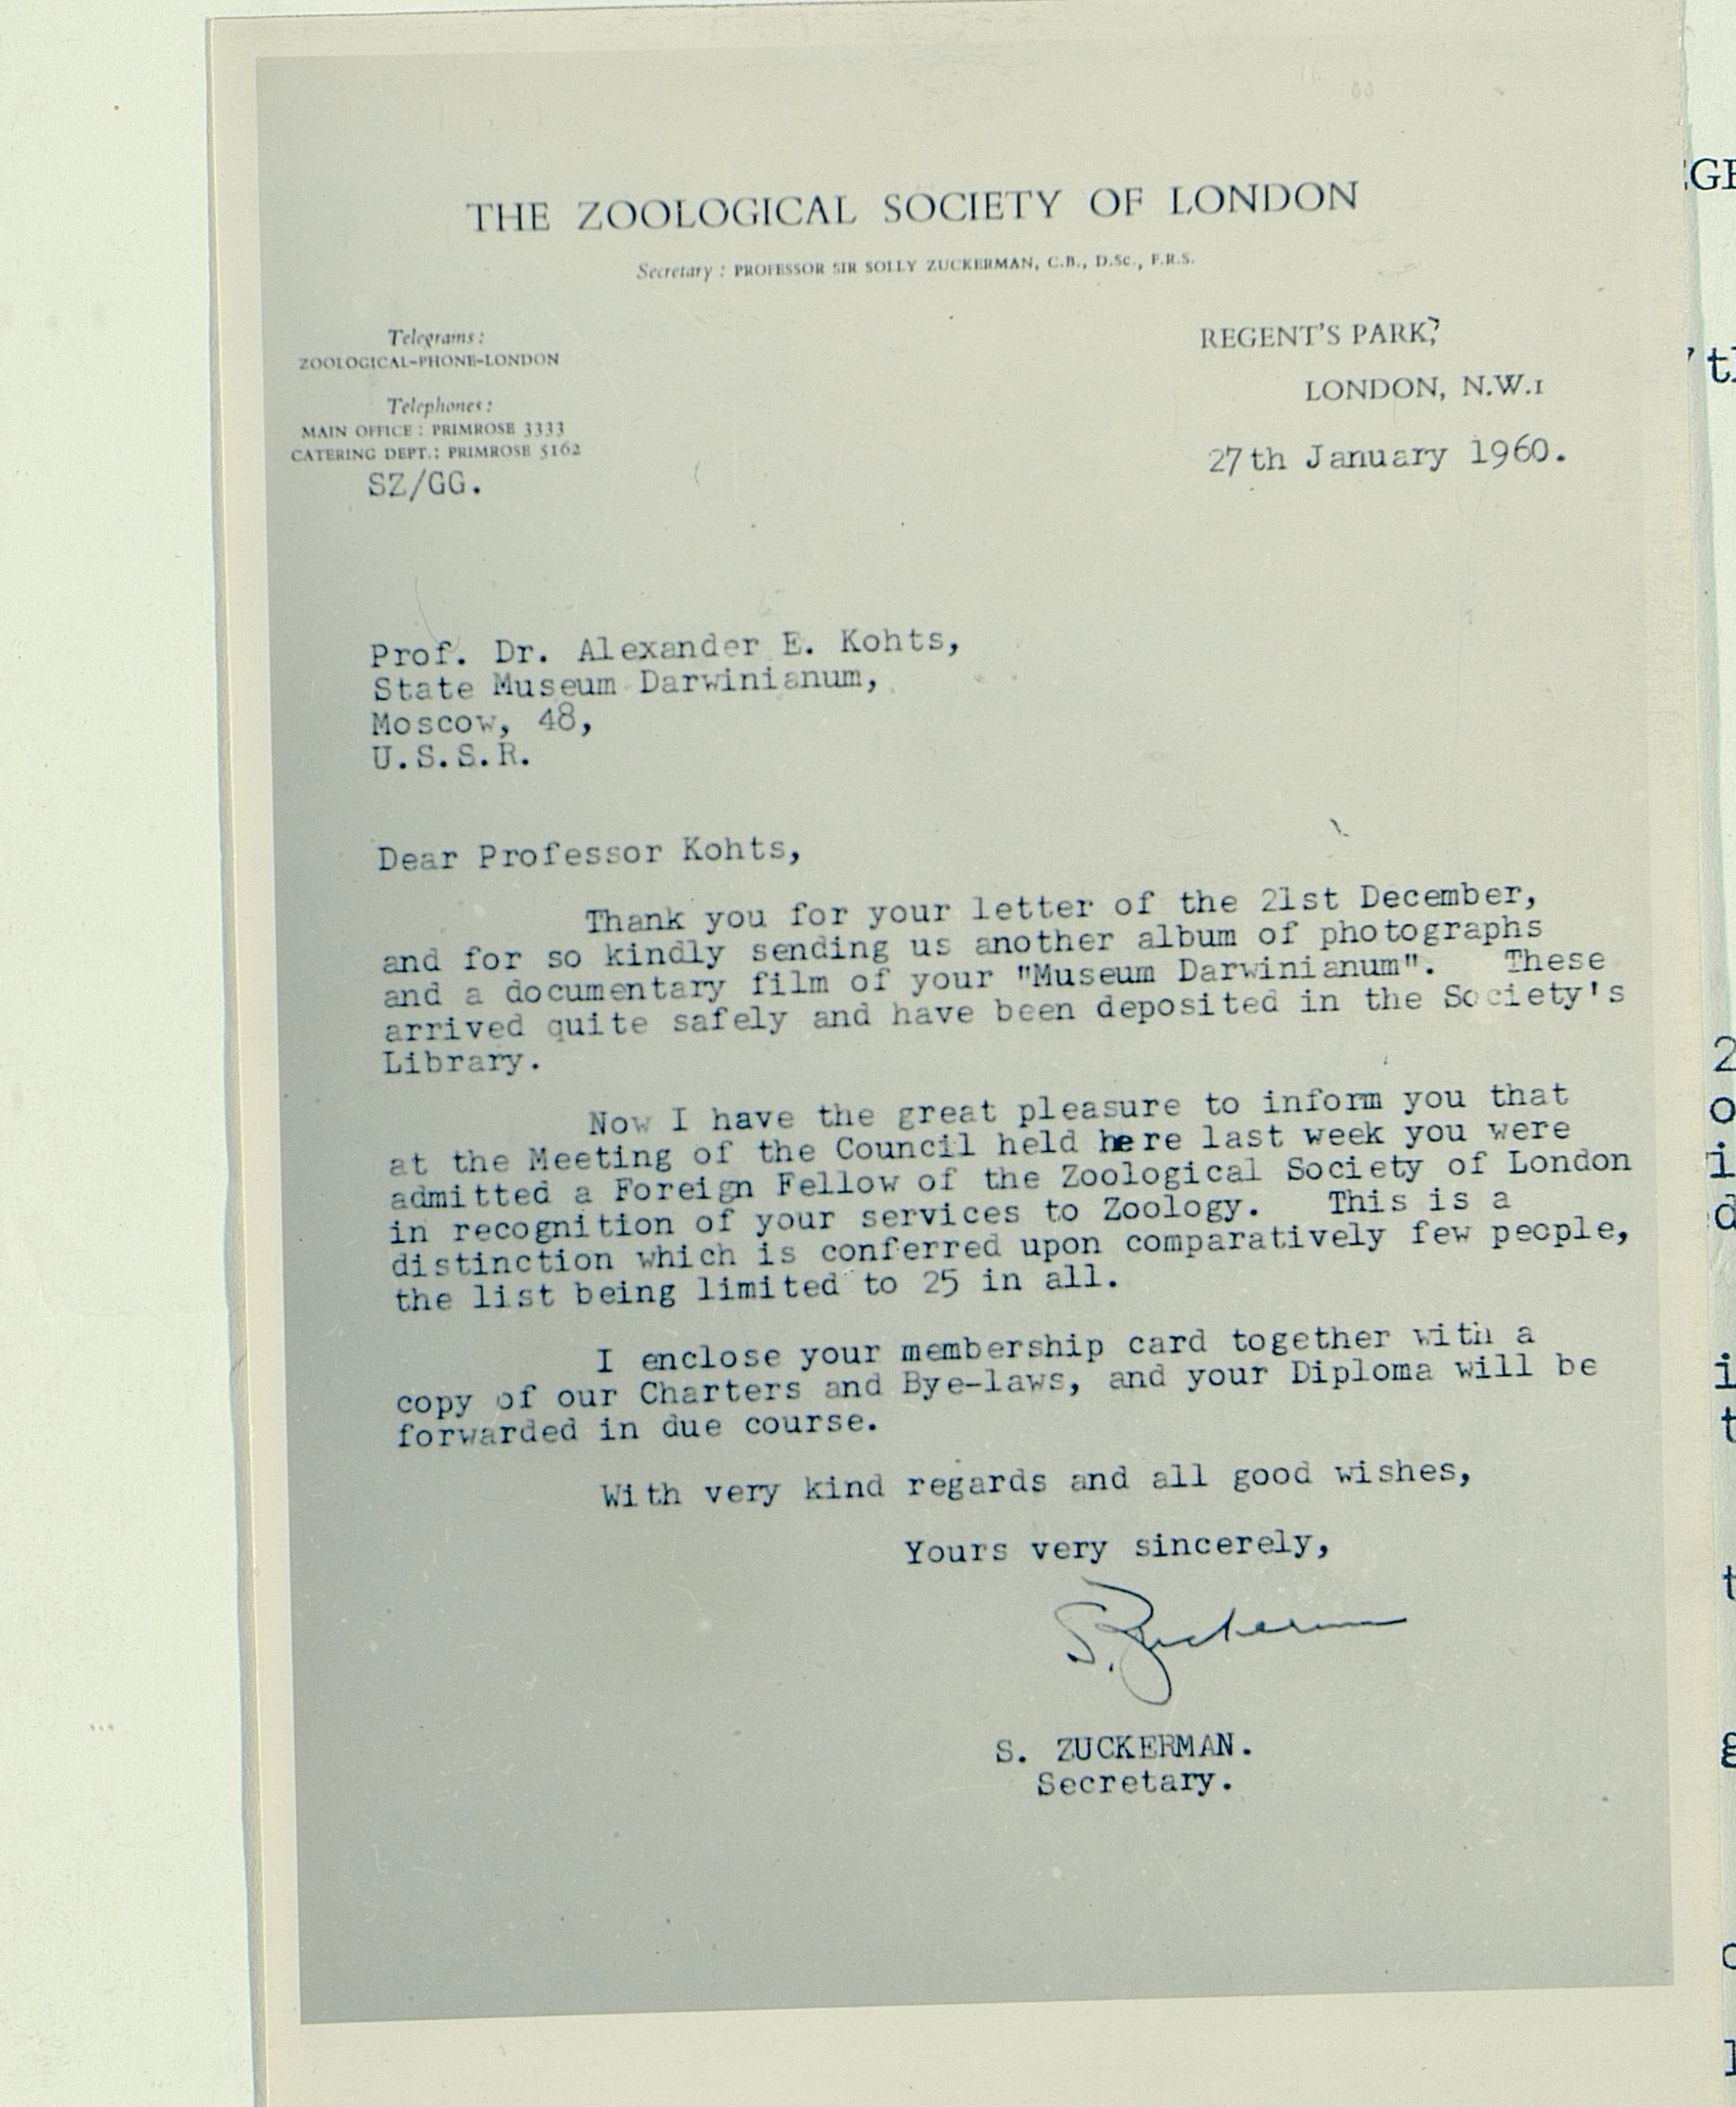 THE ZOOLOGICAL SOCIETY OF LONDON
Secretary : PROFESSOR SIR SOLLY ZUCKERMAN, C.B., D.Sc., F.R.S.
Telegrams :
ZOOLOGICAL-PHONE-LONDON
Telephones :
MAIN OFFICE : PRIMROSE 3333
CATERING DEPT.: PRIMROSE 5162
SZ/GG.
REGENT'S PARK,
LONDON, N.W.1
27th January 1960.
Prof. Dr. Alexander E. Kohts,
State Museum Darwinianum,
Moscow, 48,
U.S.S.R.
Dear Professor Kohts,
Thank you for your letter of the 21st December,
and for so kindly sending us another album of photographs
and a documentary film of your "Museum Darwinianum". These
arrived quite safely and have been deposited in the Society's
Library.
Now I have the great pleasure to inform you that
at the Meeting of the Council held here last week you were
admitted a Foreign Fellow of the Zoological Society of London
in recognition of your services to Zoology. This is a
distinction which is conferred upon comparatively few people,
the list being limited to 25 in all.
I enclose your membership card together with a
copy of our Charters and Bye-laws, and your Diploma will be
forwarded in due course.
With very kind regards and all good wishes,
Yours very sincerely,
S. Zuckerman
S. ZUCKERMAN.
Secretary.